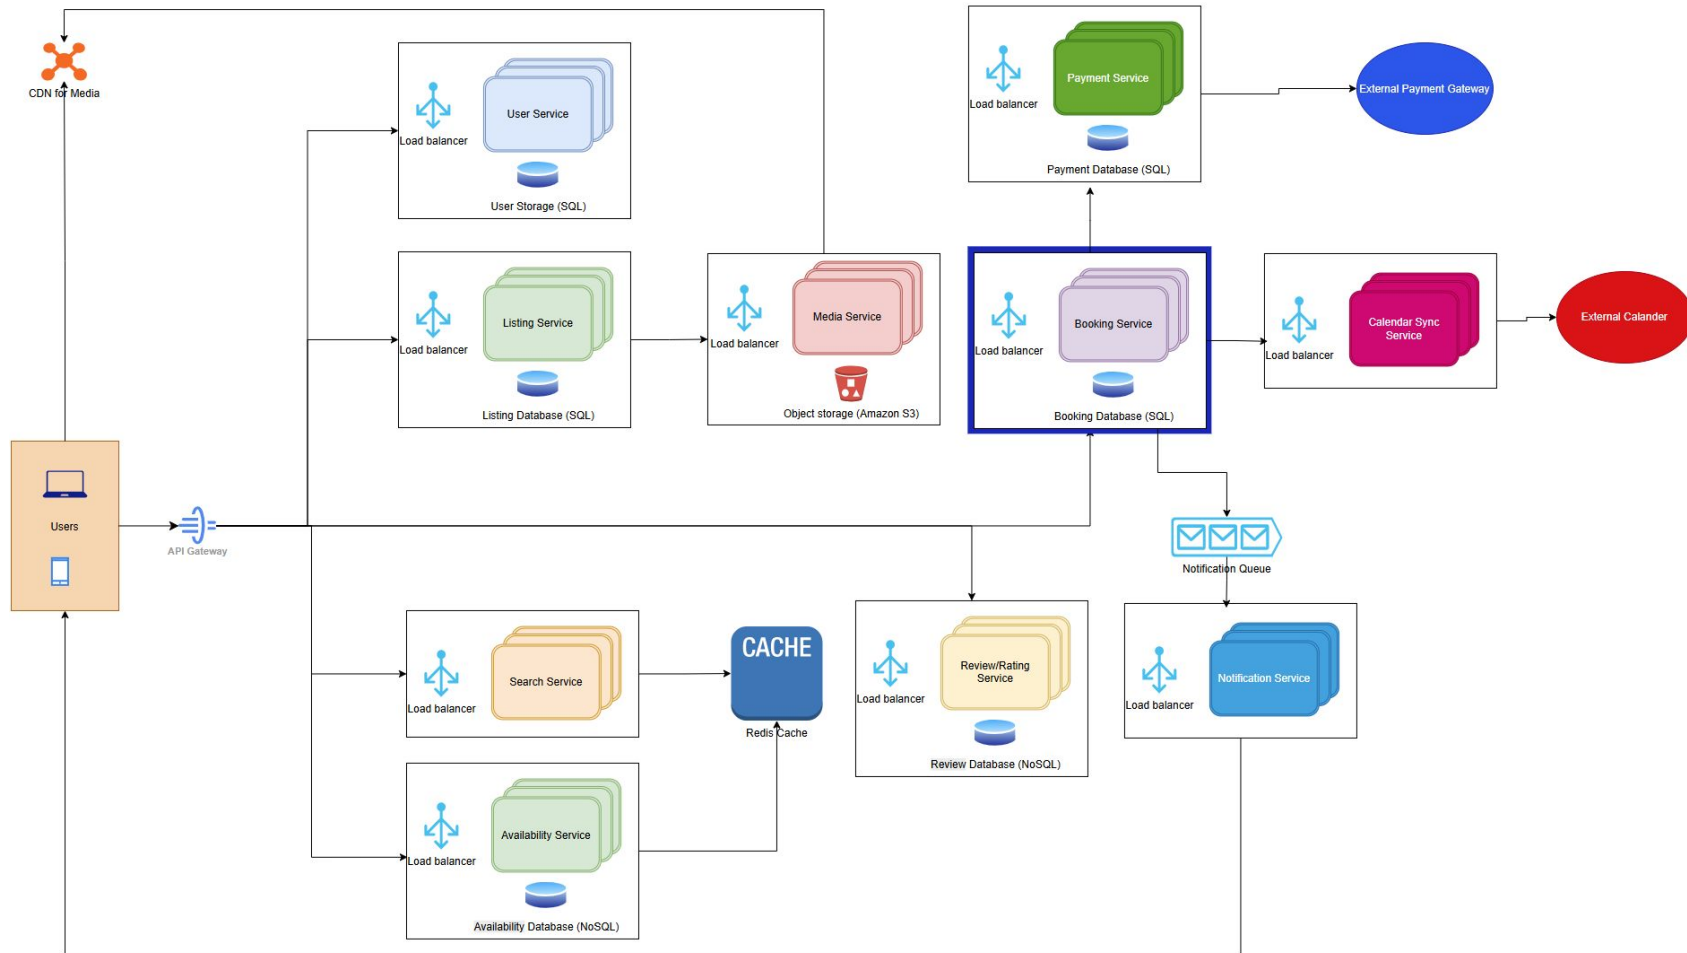 CDN for Media
Load balancer
User Service
User Storage (SQL)
Load balancer
Payment Service
Payment Database (SQL)
External Payment Gateway
Load balancer
Listing Service
Listing Database (SQL)
Load balancer
Media Service
Object storage (Amazon S3)
Load balancer
Booking Service
Booking Database (SQL)
Load balancer
Calendar Sync
Service
External Calander
Users
API Gateway
Notification Queue
Load balancer
Search Service
CACHE
Redis Cache
Load balancer
Review/Rating
Service
Review Database (NoSQL)
Load balancer
Notification Service
Load balancer
Availability Service
Availability Database (NoSQL)